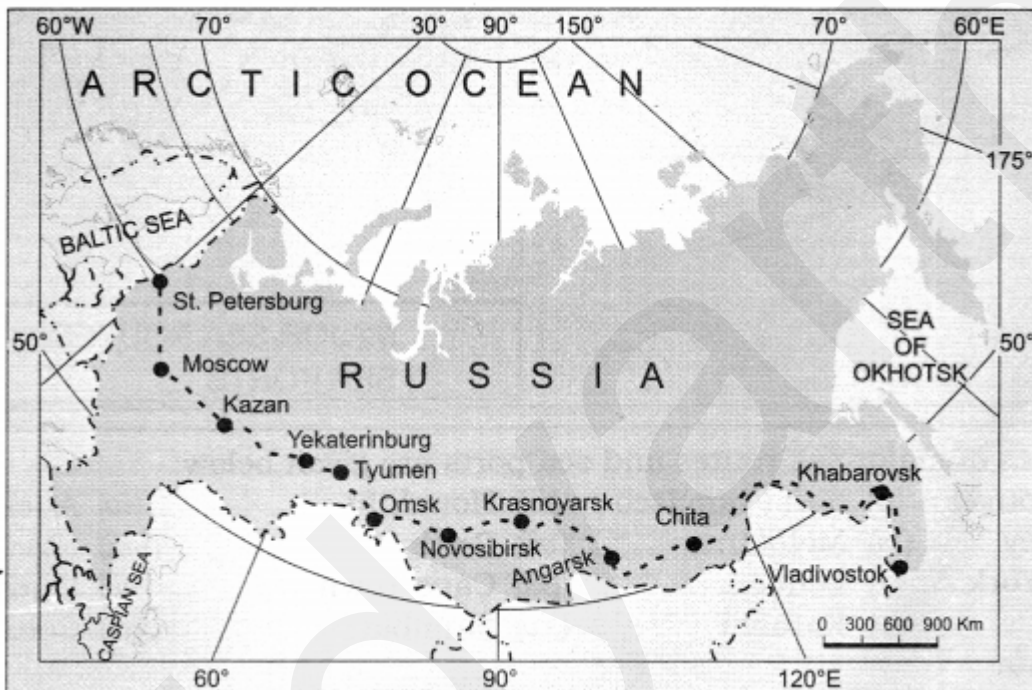 60°W 70° 30° 90° 150° 70° 60°E
ARCTIC OCEAN
175°
BALTIC SEA
St. Petersburg
50°
SEA
OF
OKHOTSK
50°
Moscow
RUSSIA
Kazan
Yekaterinburg
Tyumen
Khabarovsk
Omsk
Krasnoyarsk
Chita
Novosibirsk
Angarsk
Vladivostok
CASPIAN SEA
0 300 600 900 Km
60° 90° 120°E